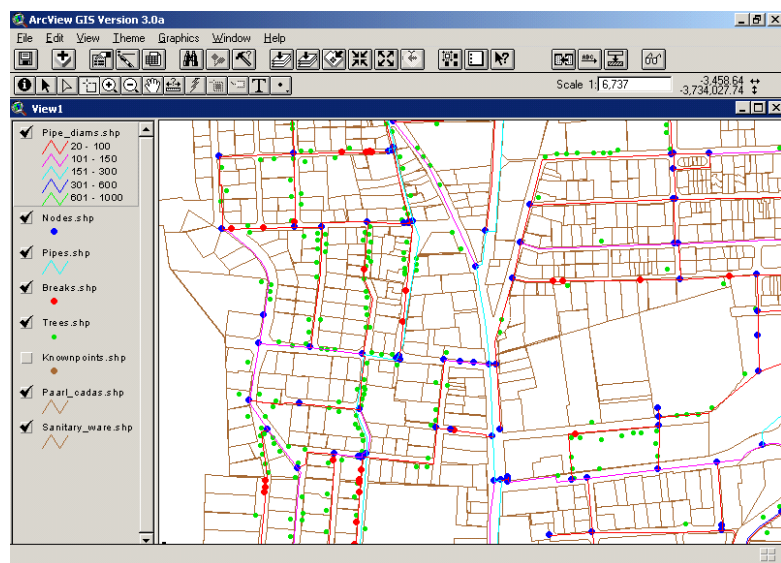 ArcView GIS Version 3.0a
File Edit View Theme Graphics Window Help
Scale 1: 6,737
-3,458.64
-3,734,027.74
View1
Pipe_diams.shp
20 - 100
101 - 150
151 - 300
301 - 600
601 - 1000
Nodes.shp
Pipes.shp
Breaks.shp
Trees.shp
Knownpoints.shp
Paarl_oadas.shp
Sanitary_ware.shp